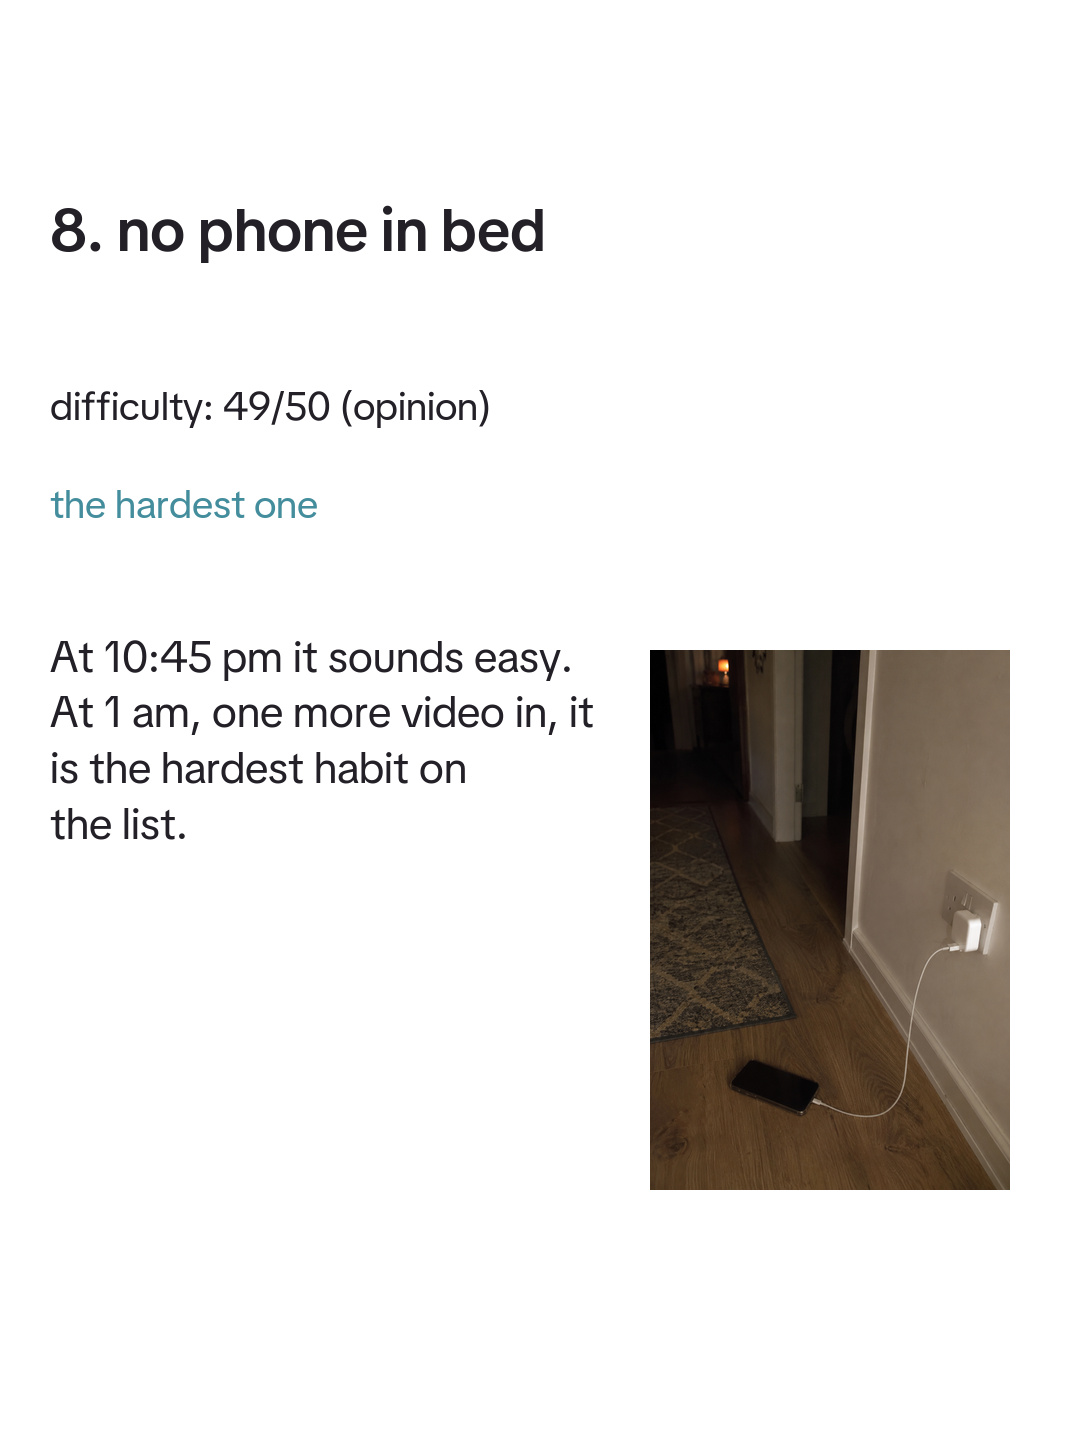 8. no phone in bed
difficulty: 49/50 (opinion)
the hardest one
At 10:45 pm it sounds easy.
At 1 am, one more video in, it
is the hardest habit on
the list.